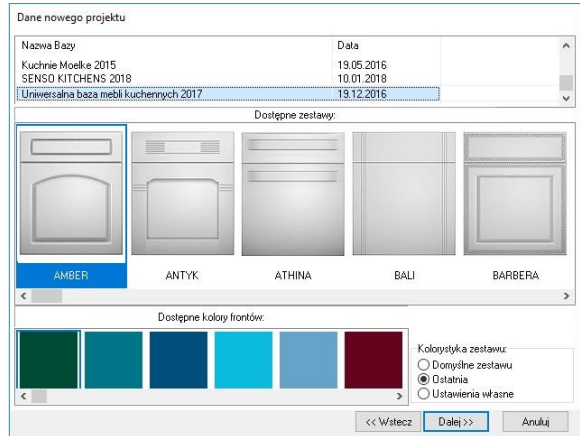 Dane nowego projektu
Nazwa Bazy Data
Kuchnie Moelke 2015 19.05.2016
SENSO KITCHENS 2018 10.01.2018
Uniwersalna baza mebli kuchennych 2017 19.12.2016
Dostępne zestawy:
AMBER ANTYK ATHINA BALI BARBERA
Dostępne kolory frontów:
Kolorystyka zestawu:
Domyślne zestawu
Ostatnia
Ustawienia własne
<< Wstecz Dalej >> Anuluj